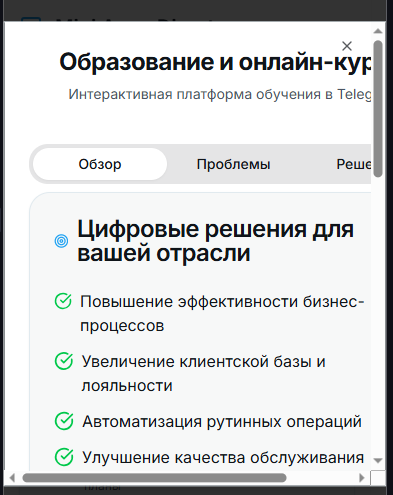 Образование и онлайн-кур
Интерактивная платформа обучения в Teleg
Обзор Проблемы Реше
Цифровые решения для
вашей отрасли
Повышение эффективности бизнес-
процессов
Увеличение клиентской базы и
лояльности
Автоматизация рутинных операций
Улучшение качества обслуживания